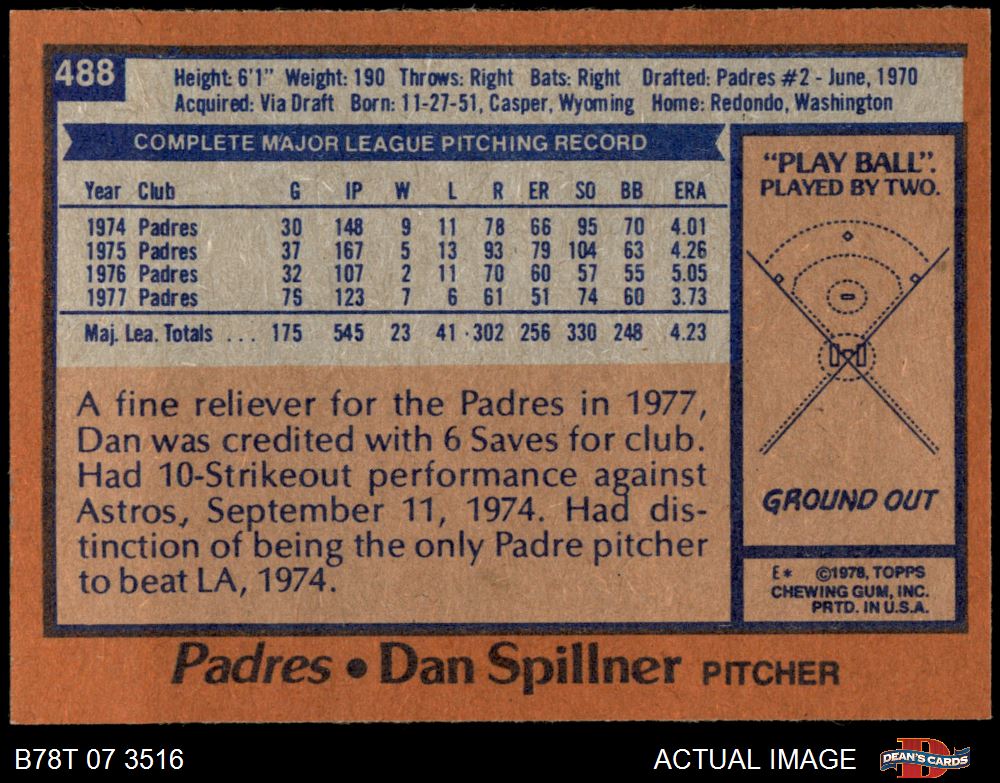 488
Height: 6'1" Weight: 190 Throws: Right Bats: Right Drafted: Padres #2 - June, 1970
Acquired: Via Draft Born: 11-27-51, Casper, Wyoming Home: Redondo, Washington
COMPLETE MAJOR LEAGUE PITCHING RECORD
Year Club G IP W L R ER SO BB ERA
1974 Padres 30 148 9 11 78 66 95 70 4.01
1975 Padres 37 167 5 13 93 79 104 63 4.26
1976 Padres 32 107 2 11 70 60 57 55 5.05
1977 Padres 76 123 7 6 61 51 74 60 3.73
Maj. Lea. Totals ... 175 545 23 41 302 256 330 248 4.23
A fine reliever for the Padres in 1977,
Dan was credited with 6 Saves for club.
Had 10-Strikeout performance against
Astros, September 11, 1974. Had dis-
tinction of being the only Padre pitcher
to beat LA, 1974.
"PLAY BALL".
PLAYED BY TWO.
GROUND OUT
E* ©1978, TOPPS
CHEWING GUM, INC.
PRTD. IN U.S.A.
Padres • Dan Spillner PITCHER
B78T 07 3516 ACTUAL IMAGE D DEAN'S CARDS